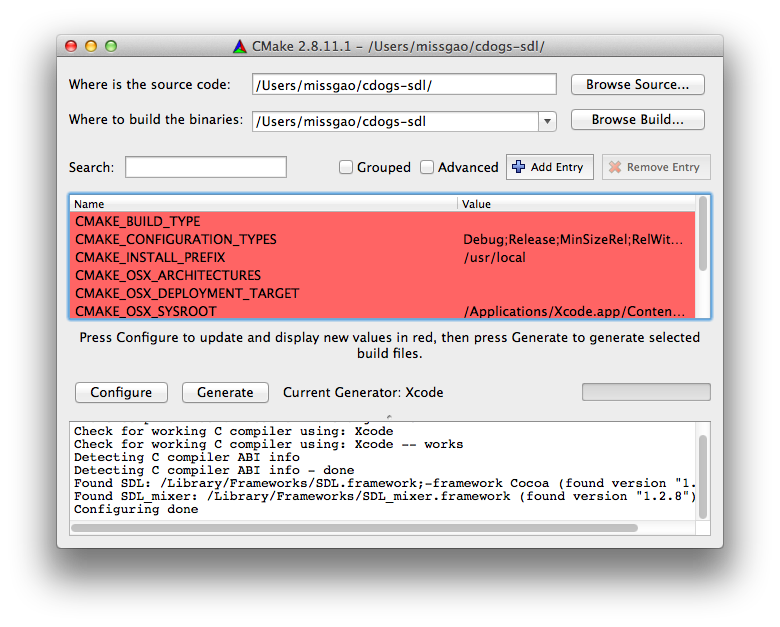 CMake 2.8.11.1 - /Users/missgao/cdogs-sdl/
Where is the source code: /Users/missgao/cdogs-sdl/ Browse Source...
Where to build the binaries: /Users/missgao/cdogs-sdl Browse Build...
Search: Grouped Advanced Add Entry Remove Entry
Name Value
CMAKE_BUILD_TYPE
CMAKE_CONFIGURATION_TYPES Debug;Release;MinSizeRel;RelWit...
CMAKE_INSTALL_PREFIX /usr/local
CMAKE_OSX_ARCHITECTURES
CMAKE_OSX_DEPLOYMENT_TARGET
CMAKE_OSX_SYSROOT /Applications/Xcode.app/Conten...
Press Configure to update and display new values in red, then press Generate to generate selected
build files.
Configure Generate Current Generator: Xcode
Check for working C compiler using: Xcode
Check for working C compiler using: Xcode -- works
Detecting C compiler ABI info
Detecting C compiler ABI info - done
Found SDL: /Library/Frameworks/SDL.framework;-framework Cocoa (found version "1.
Found SDL_mixer: /Library/Frameworks/SDL_mixer.framework (found version "1.2.8")
Configuring done